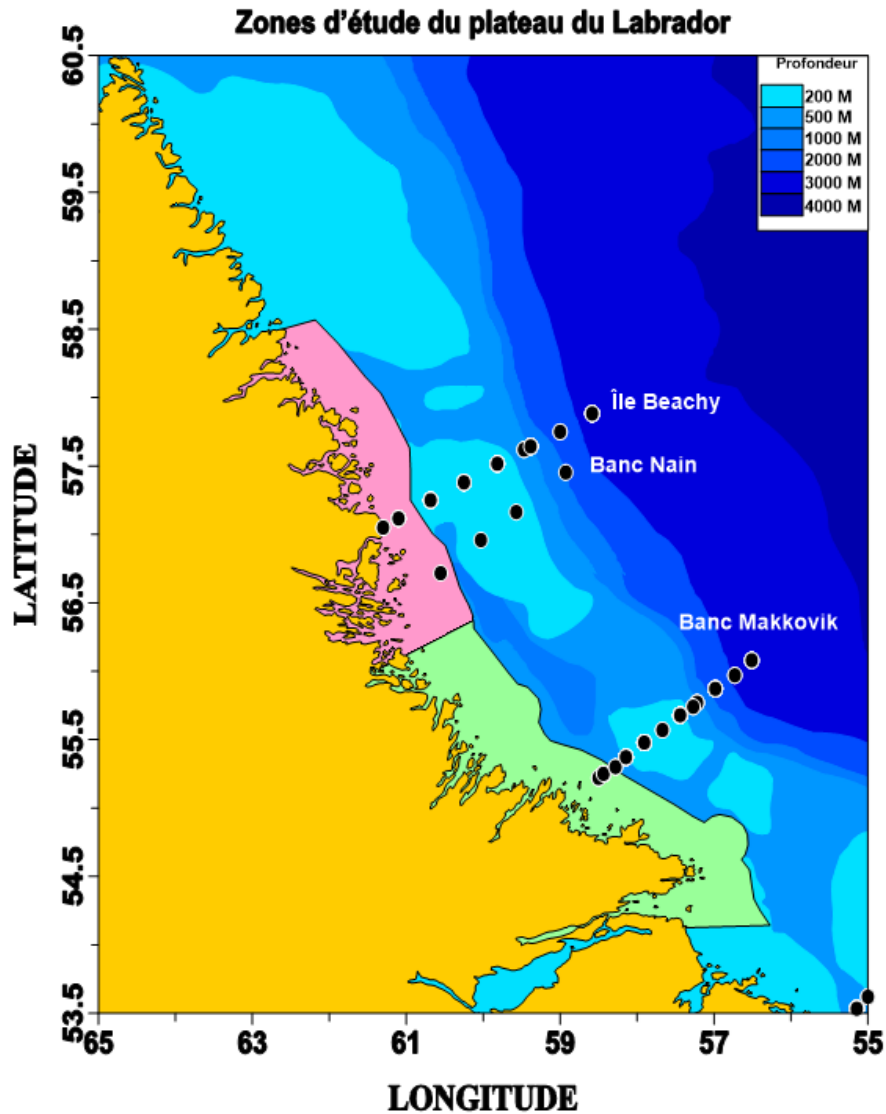 Zones d'étude du plateau du Labrador
60.5
59.5
58.5
57.5
56.5
55.5
54.5
53.5
LATITUDE
Profondeur
200 M
500 M
1000 M
2000 M
3000 M
4000 M
Île Beachy
Banc Nain
Banc Makkovik
65 63 61 59 57 55
LONGITUDE